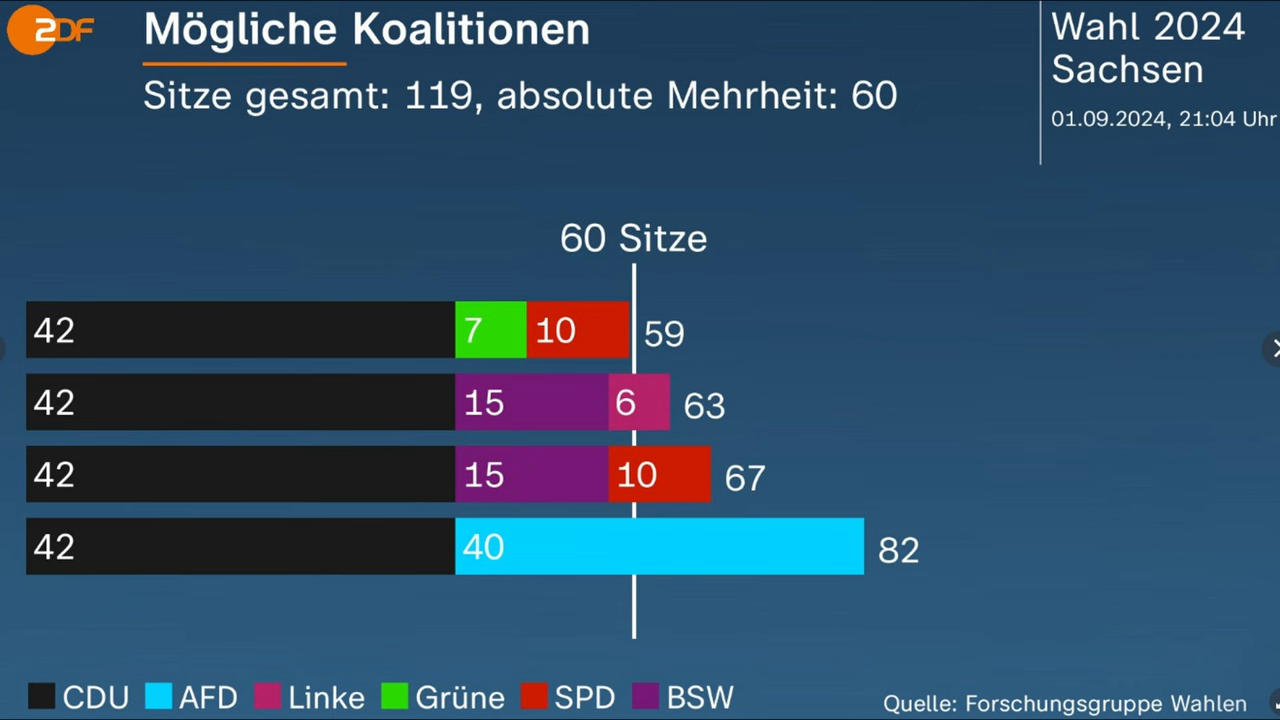 ZDF
Mögliche Koalitionen
Sitze gesamt: 119, absolute Mehrheit: 60
Wahl 2024
Sachsen
01.09.2024, 21:04 Uhr
60 Sitze
42 7 10 59
42 15 6 63
42 15 10 67
42 40 82
CDU AFD Linke Grüne SPD BSW
Quelle: Forschungsgruppe Wahlen